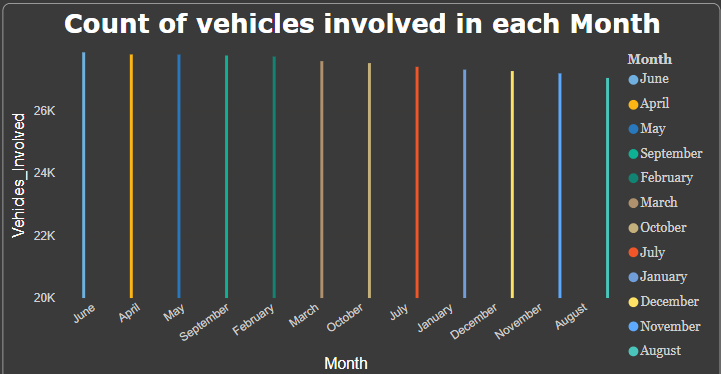 Count of vehicles involved in each Month
Vehicles_Involved
26K
24K
22K
20K
June
April
May
September
February
March
October
July
January
December
November
August
Month
Month
June
April
May
September
February
March
October
July
January
December
November
August